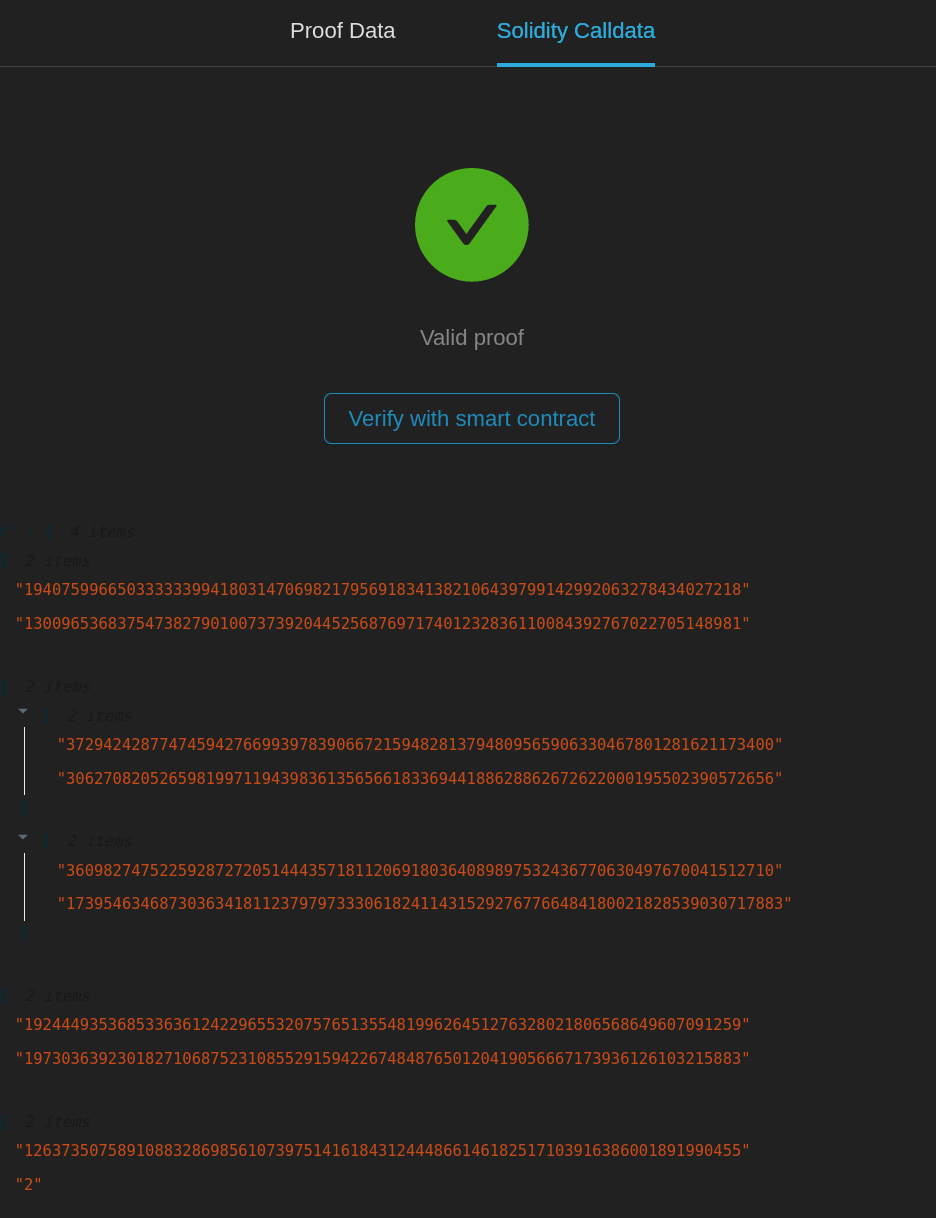 Proof Data
Solidity Calldata
Valid proof
Verify with smart contract
4 items
2 items
"19407599665033333399418031470698217956918341382106439799142992063278434027218"
"13009653683754738279010073739204452568769717401232836110084392767022705148981"
2 items
2 items
"3729424287747459427669939783906672159482813794809565906330467801281621173400"
"3062708205265981997119439836135656618336944188628862672622000195502390572656"
2 items
"3609827475225928727205144435718112069180364089897532436770630497670041512710"
"17395463468730363418112379797333061824114315292767766484180021828539030717883"
2 items
"19244493536853363612422965532075765135548199626451276328021806568649607091259"
"19730363923018271068752310855291594226748487650120419056667173936126103215883"
2 items
"12637350758910883286985610739751416184312444866146182517103916386001891990455"
"2"